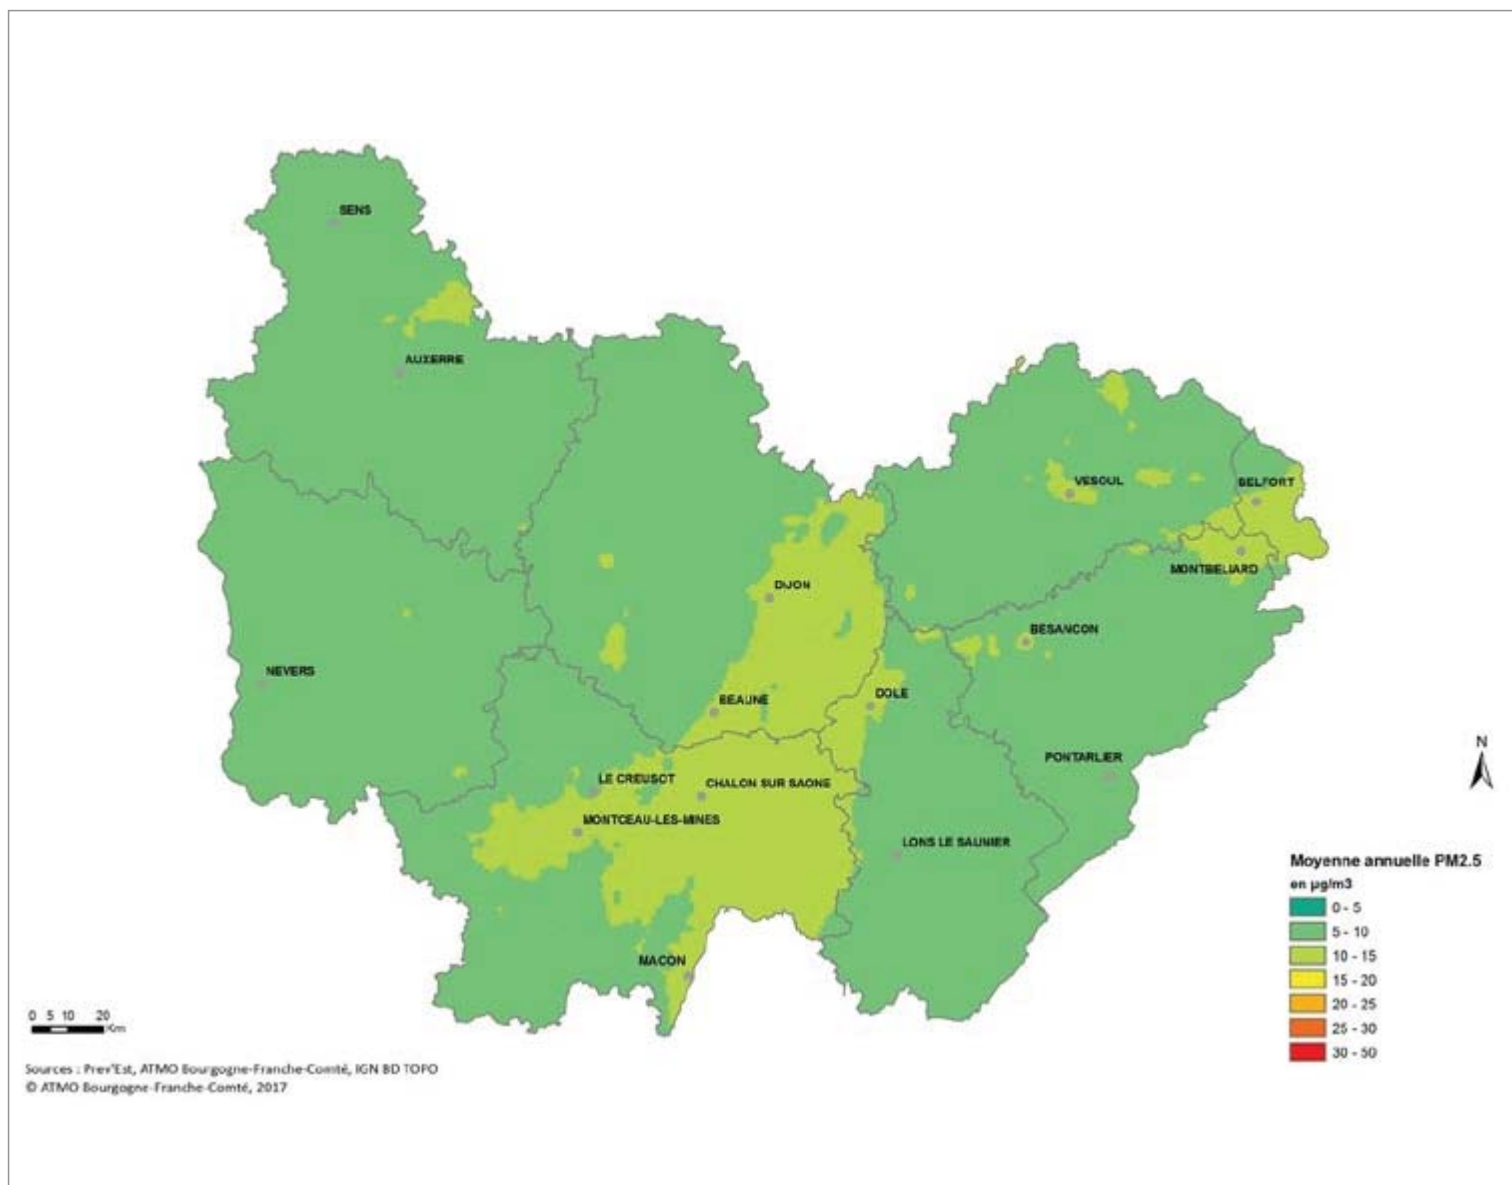 SENS
AUXERRE
VESOUL
BELFORT
MONTBELIARD
DIJON
BESANCON
NEVERS
BEAUNE
DOLE
PONTARLIER
LE CREUSOT
CHALON SUR SAONE
MONTCEAU-LES-MINES
LONS LE SAUNIER
MACON
N
Moyenne annuelle PM2.5
en µg/m3
0 - 5
5 - 10
10 - 15
15 - 20
20 - 25
25 - 30
30 - 50
0 5 10 20
Km
Sources : Prev'Est, ATMO Bourgogne-Franche-Comté, IGN BD TOPO
© ATMO Bourgogne-Franche-Comté, 2017